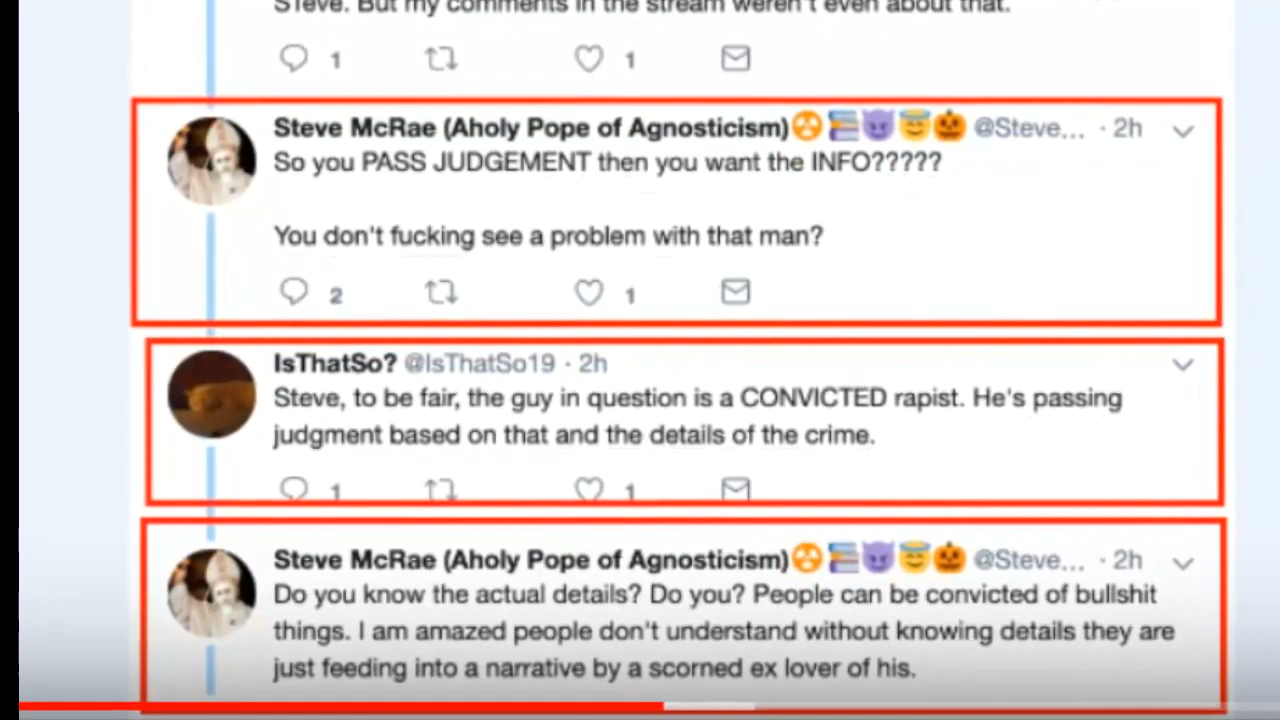 Steve. But my comments in the stream weren't even about that.
1 1
Steve McRae (Aholy Pope of Agnosticism)☢️📚😈😇🎃 @Steve... · 2h
So you PASS JUDGEMENT then you want the INFO?????
You don't fucking see a problem with that man?
2 1
IsThatSo? @IsThatSo19 · 2h
Steve, to be fair, the guy in question is a CONVICTED rapist. He's passing
judgment based on that and the details of the crime.
1 1
Steve McRae (Aholy Pope of Agnosticism)☢️📚😈😇🎃 @Steve... · 2h
Do you know the actual details? Do you? People can be convicted of bullshit
things. I am amazed people don't understand without knowing details they are
just feeding into a narrative by a scorned ex lover of his.